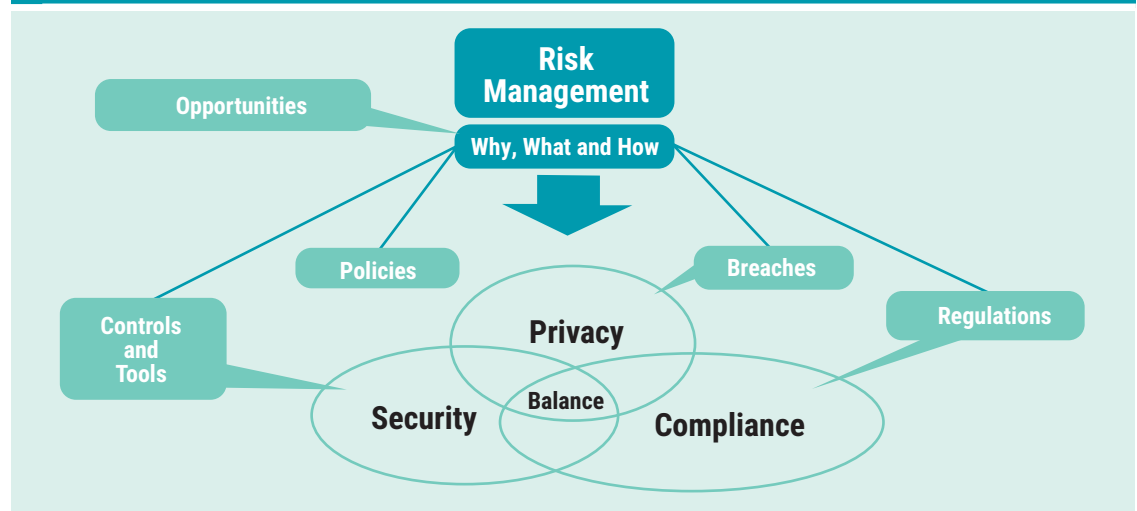 Risk
Management
Opportunities
Why, What and How
Policies
Breaches
Controls
and
Tools
Regulations
Privacy
Balance
Security
Compliance